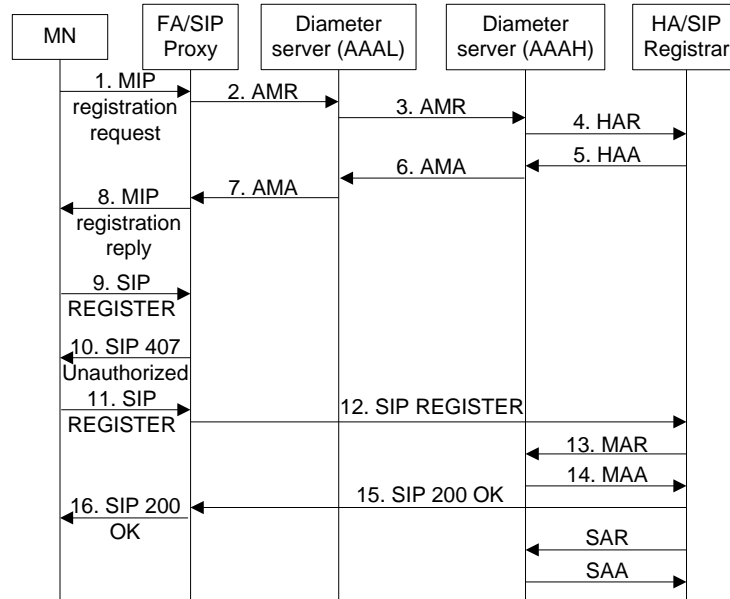 MN
FA/SIP
Proxy
Diameter
server (AAAL)
Diameter
server (AAAH)
HA/SIP
Registrar
1. MIP
registration
request
2. AMR
3. AMR
4. HAR
5. HAA
6. AMA
7. AMA
8. MIP
registration
reply
9. SIP
REGISTER
10. SIP 407
Unauthorized
11. SIP
REGISTER
12. SIP REGISTER
13. MAR
14. MAA
15. SIP 200 OK
16. SIP 200
OK
SAR
SAA